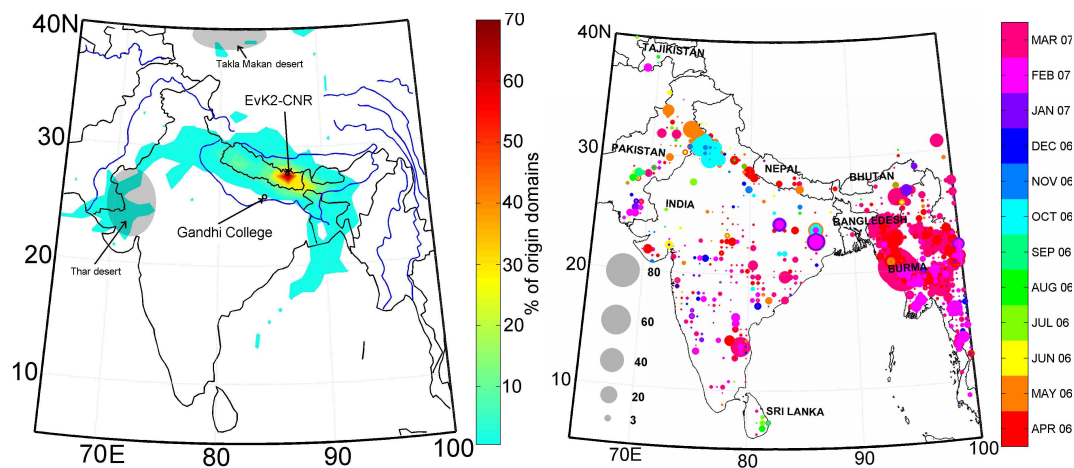 40N
Takla Makan desert
EvK2-CNR
30
Gandhi College
20
Thar desert
10
70E
80
90
100
70
60
50
40
30
20
10
% of origin domains
40N
TAJIKISTAN
30
PAKISTAN
NEPAL
BHUTAN
INDIA
BANGLADESH
20
BURMA
80
60
40
20
3
10
SRI LANKA
70E
80
90
100
MAR 07
FEB 07
JAN 07
DEC 06
NOV 06
OCT 06
SEP 06
AUG 06
JUL 06
JUN 06
MAY 06
APR 06